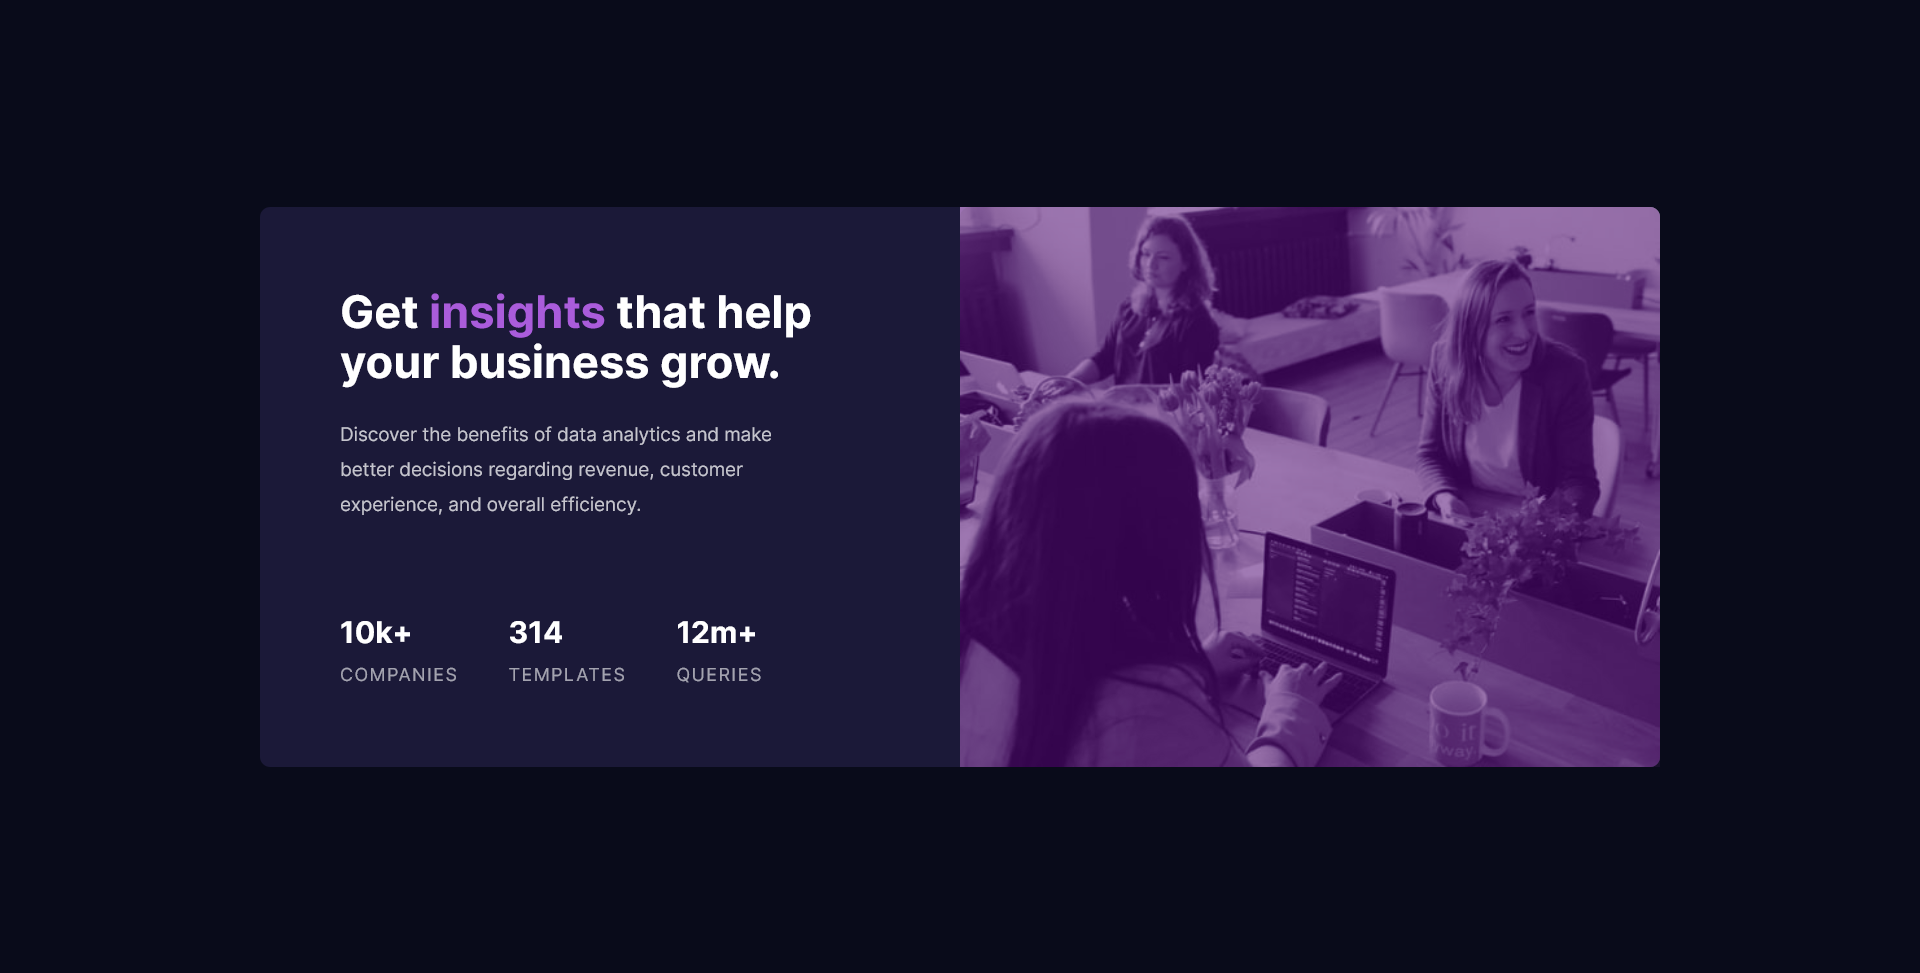 Get insights that help
your business grow.
Discover the benefits of data analytics and make
better decisions regarding revenue, customer
experience, and overall efficiency.
10k+ 314 12m+
COMPANIES TEMPLATES QUERIES